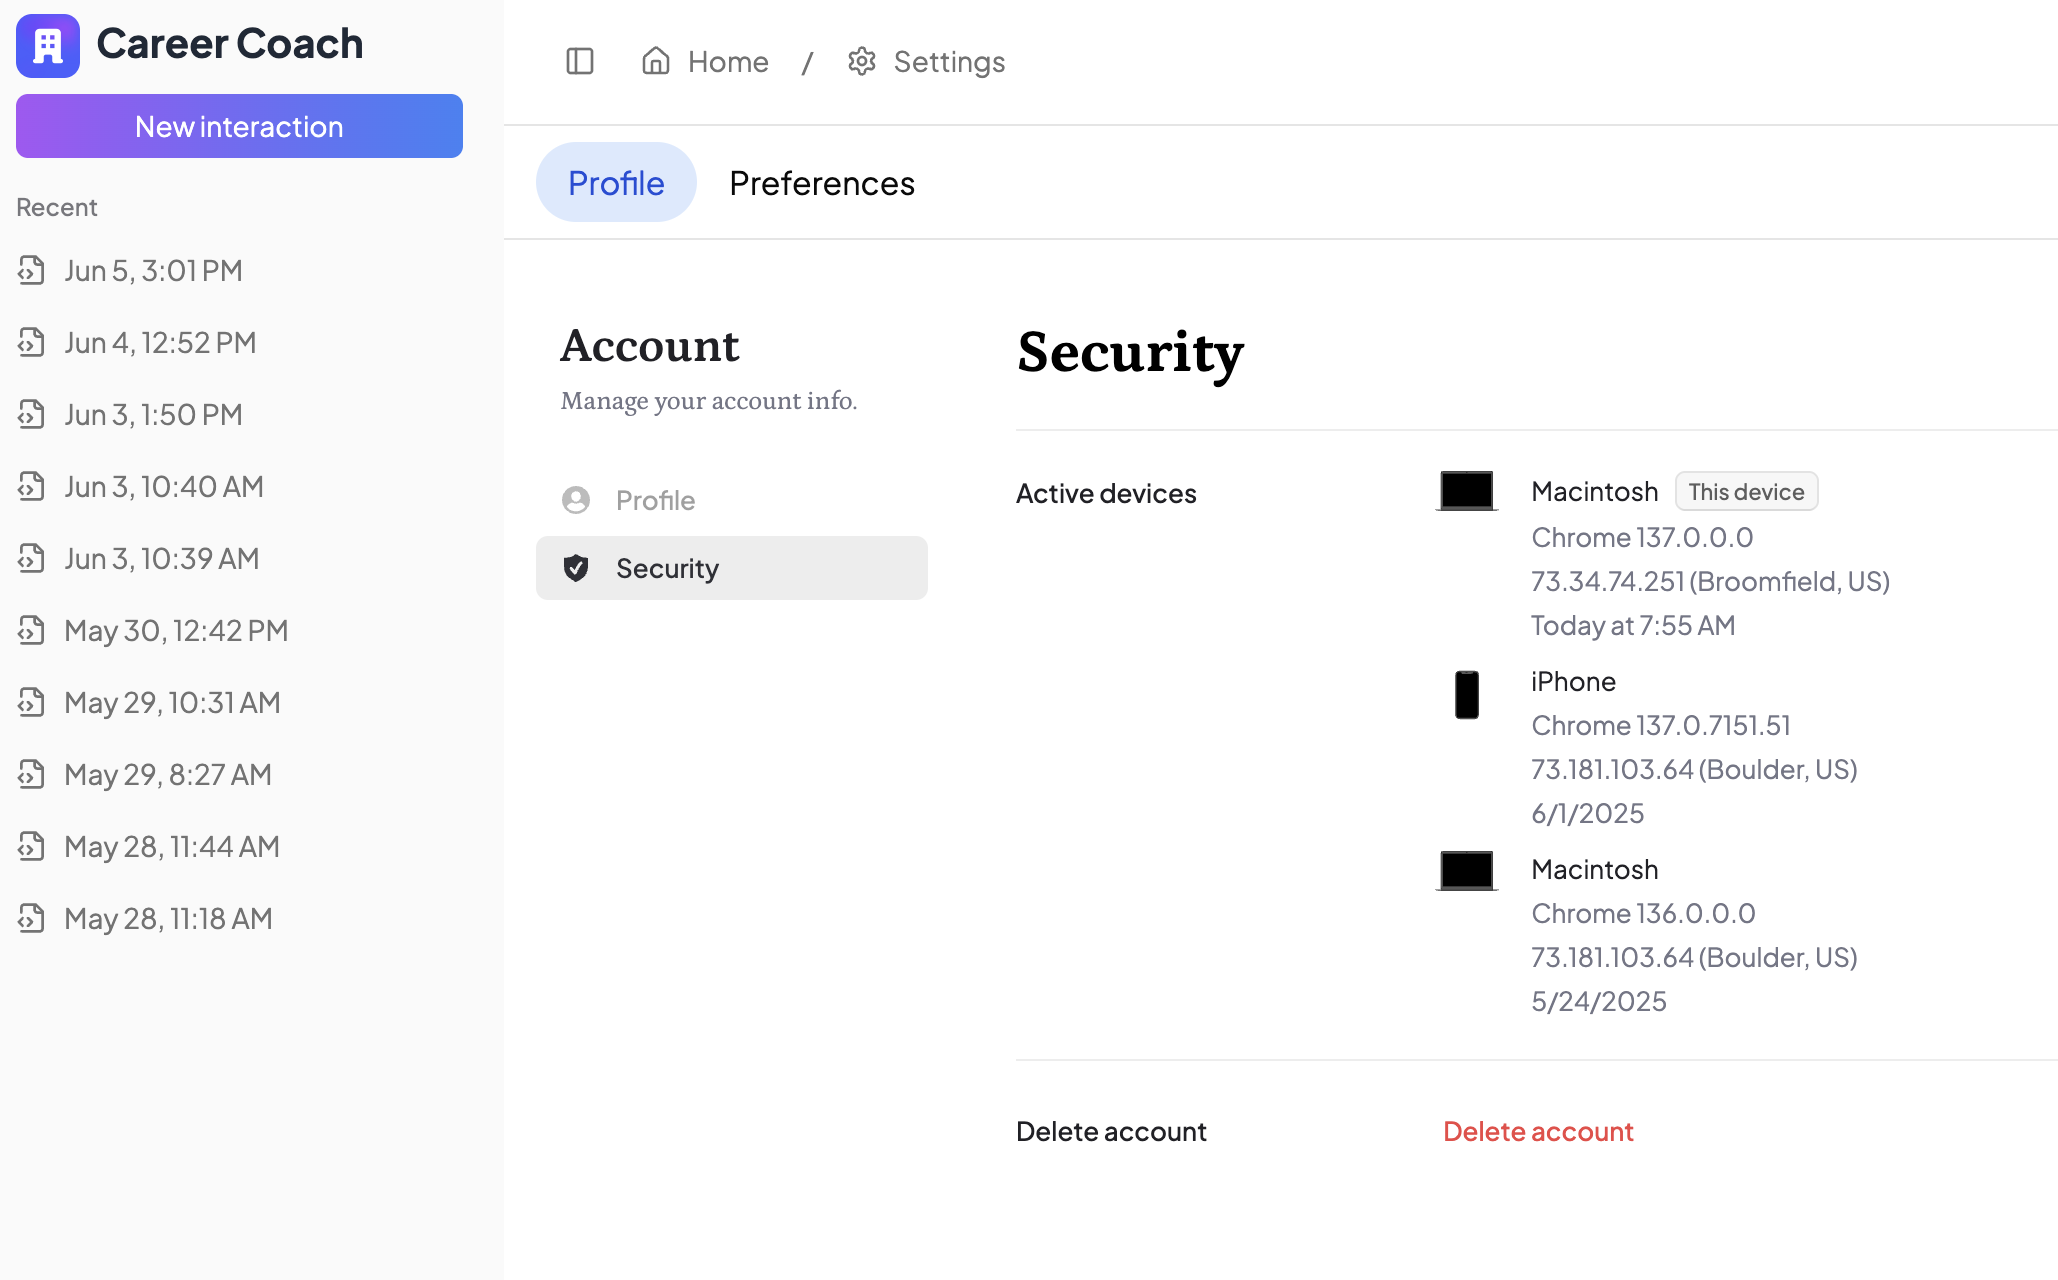 Career Coach
New interaction
Recent
Jun 5, 3:01 PM
Jun 4, 12:52 PM
Jun 3, 1:50 PM
Jun 3, 10:40 AM
Jun 3, 10:39 AM
May 30, 12:42 PM
May 29, 10:31 AM
May 29, 8:27 AM
May 28, 11:44 AM
May 28, 11:18 AM
Home / Settings
Profile Preferences
Account
Manage your account info.
Profile
Security
Security
Active devices
Macintosh This device
Chrome 137.0.0.0
73.34.74.251 (Broomfield, US)
Today at 7:55 AM
iPhone
Chrome 137.0.7151.51
73.181.103.64 (Boulder, US)
6/1/2025
Macintosh
Chrome 136.0.0.0
73.181.103.64 (Boulder, US)
5/24/2025
Delete account Delete account